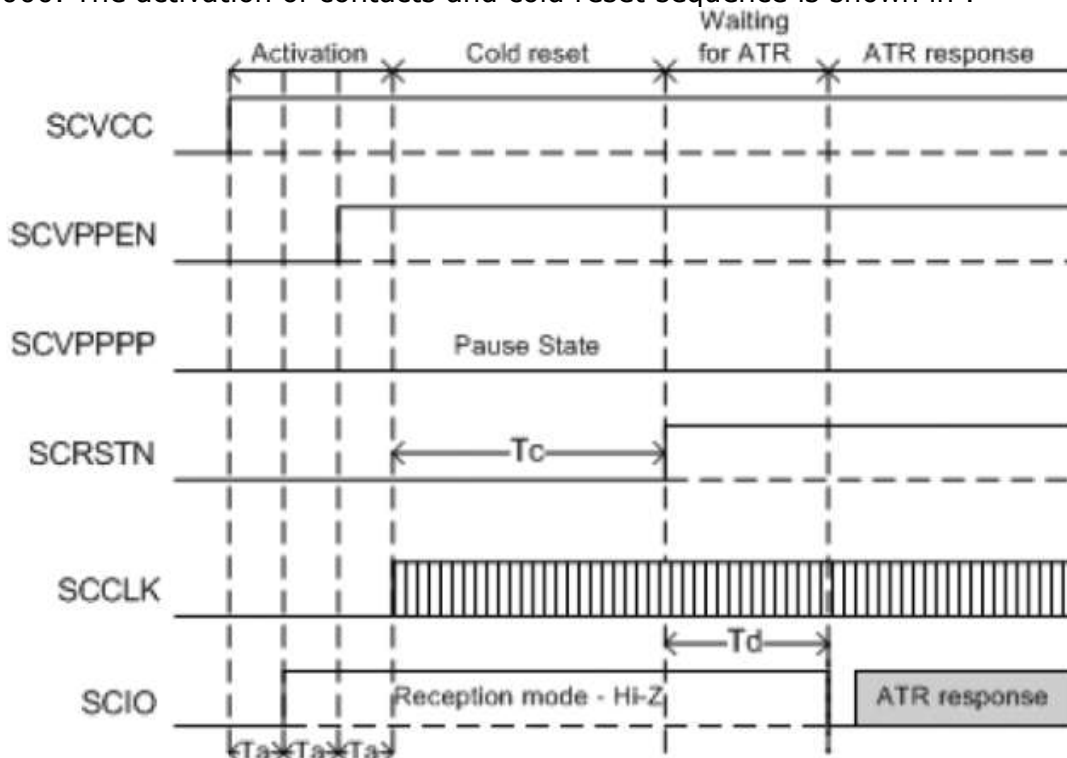 000. The activation of contacts and cold reset sequence is shown in .
Waiting
Activation Cold reset for ATR ATR response
SCVCC
SCVPPEN
SCVPPPP Pause State
SCRSTN Tc
SCCLK
Td
SCIO Reception mode - Hi-Z ATR response
Ta Ta Ta